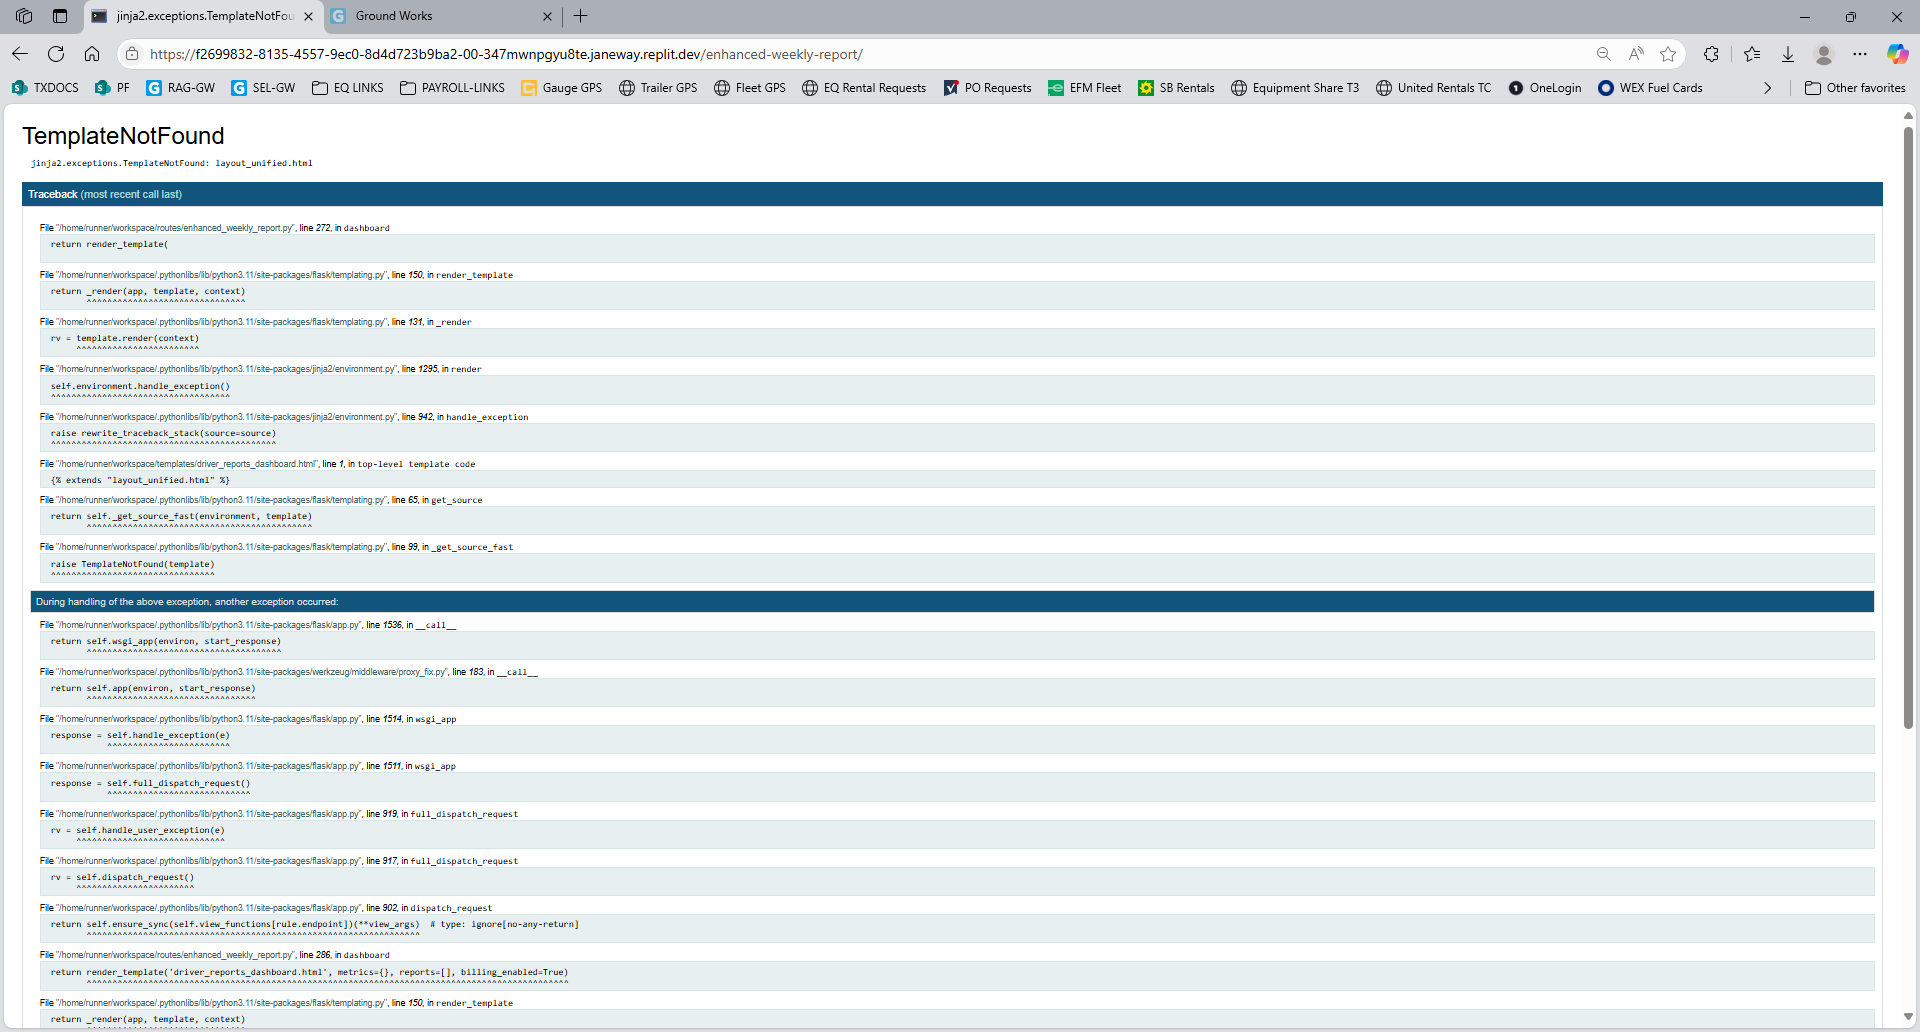 jinja2.exceptions.TemplateNotFou
Ground Works
https://f2699832-8135-4557-9ec0-8d4d723b9ba2-00-347mwnpgyu8te.janeway.replit.dev/enhanced-weekly-report/
TXDOCS PF RAG-GW SEL-GW EQ LINKS PAYROLL-LINKS Gauge GPS Trailer GPS Fleet GPS EQ Rental Requests PO Requests EFM Fleet SB Rentals Equipment Share T3 United Rentals TC OneLogin WEX Fuel Cards Other favorites
TemplateNotFound
jinja2.exceptions.TemplateNotFound: layout_unified.html
Traceback (most recent call last)
File "/home/runner/workspace/routes/enhanced_weekly_report.py", line 272, in dashboard
return render_template(
File "/home/runner/workspace/.pythonlibs/lib/python3.11/site-packages/flask/templating.py", line 150, in render_template
return _render(app, template, context)
^^^^^^^^^^^^^^^^^^^^^^^^^^^^^^^
File "/home/runner/workspace/.pythonlibs/lib/python3.11/site-packages/flask/templating.py", line 131, in _render
rv = template.render(context)
^^^^^^^^^^^^^^^^^^^^^^^^
File "/home/runner/workspace/.pythonlibs/lib/python3.11/site-packages/jinja2/environment.py", line 1295, in render
self.environment.handle_exception()
^^^^^^^^^^^^^^^^^^^^^^^^^^^^^^^^^^^
File "/home/runner/workspace/.pythonlibs/lib/python3.11/site-packages/jinja2/environment.py", line 942, in handle_exception
raise rewrite_traceback_stack(source=source)
^^^^^^^^^^^^^^^^^^^^^^^^^^^^^^^^^^^^^^^^^^^^
File "/home/runner/workspace/templates/driver_reports_dashboard.html", line 1, in top-level template code
{% extends "layout_unified.html" %}
File "/home/runner/workspace/.pythonlibs/lib/python3.11/site-packages/flask/templating.py", line 65, in get_source
return self._get_source_fast(environment, template)
^^^^^^^^^^^^^^^^^^^^^^^^^^^^^^^^^^^^^^^^^^^^
File "/home/runner/workspace/.pythonlibs/lib/python3.11/site-packages/flask/templating.py", line 99, in _get_source_fast
raise TemplateNotFound(template)
^^^^^^^^^^^^^^^^^^^^^^^^^^^^^^^^
During handling of the above exception, another exception occurred:
File "/home/runner/workspace/.pythonlibs/lib/python3.11/site-packages/flask/app.py", line 1536, in __call__
return self.wsgi_app(environ, start_response)
^^^^^^^^^^^^^^^^^^^^^^^^^^^^^^^^^^^^^^
File "/home/runner/workspace/.pythonlibs/lib/python3.11/site-packages/werkzeug/middleware/proxy_fix.py", line 183, in __call__
return self.app(environ, start_response)
^^^^^^^^^^^^^^^^^^^^^^^^^^^^^^^^^
File "/home/runner/workspace/.pythonlibs/lib/python3.11/site-packages/flask/app.py", line 1514, in wsgi_app
response = self.handle_exception(e)
^^^^^^^^^^^^^^^^^^^^^^^^
File "/home/runner/workspace/.pythonlibs/lib/python3.11/site-packages/flask/app.py", line 1511, in wsgi_app
response = self.full_dispatch_request()
^^^^^^^^^^^^^^^^^^^^^^^^^^^^
File "/home/runner/workspace/.pythonlibs/lib/python3.11/site-packages/flask/app.py", line 919, in full_dispatch_request
rv = self.handle_user_exception(e)
^^^^^^^^^^^^^^^^^^^^^^^^^^^^^
File "/home/runner/workspace/.pythonlibs/lib/python3.11/site-packages/flask/app.py", line 917, in full_dispatch_request
rv = self.dispatch_request()
^^^^^^^^^^^^^^^^^^^^^^^
File "/home/runner/workspace/.pythonlibs/lib/python3.11/site-packages/flask/app.py", line 902, in dispatch_request
return self.ensure_sync(self.view_functions[rule.endpoint])(**view_args)  # type: ignore[no-any-return]
^^^^^^^^^^^^^^^^^^^^^^^^^^^^^^^^^^^^^^^^^^^^^^^^^^^^^^^^^^^^^^^^^
File "/home/runner/workspace/routes/enhanced_weekly_report.py", line 286, in dashboard
return render_template('driver_reports_dashboard.html', metrics={}, reports=[], billing_enabled=True)
^^^^^^^^^^^^^^^^^^^^^^^^^^^^^^^^^^^^^^^^^^^^^^^^^^^^^^^^^^^^^^^^^^^^^^^^^^^^^^^^^^^^^^^^^^^^^^
File "/home/runner/workspace/.pythonlibs/lib/python3.11/site-packages/flask/templating.py", line 150, in render_template
return _render(app, template, context)